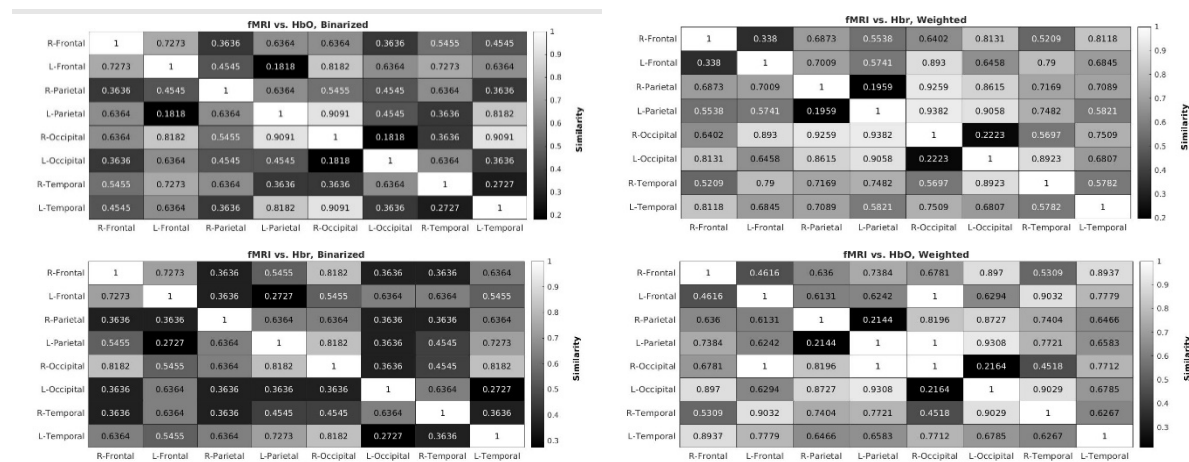 fMRI vs. HbO, Binarized
R-Frontal 1 0.7273 0.3636 0.6364 0.6364 0.3636 0.5455 0.4545
L-Frontal 0.7273 1 0.4545 0.1818 0.8182 0.6364 0.7273 0.6364
R-Parietal 0.3636 0.4545 1 0.6364 0.5455 0.4545 0.6364 0.3636
L-Parietal 0.6364 0.1818 0.6364 1 0.9091 0.4545 0.3636 0.8182
R-Occipital 0.6364 0.8182 0.5455 0.9091 1 0.1818 0.3636 0.9091
L-Occipital 0.3636 0.6364 0.4545 0.4545 0.1818 1 0.6364 0.3636
R-Temporal 0.5455 0.7273 0.6364 0.3636 0.3636 0.6364 1 0.2727
L-Temporal 0.4545 0.6364 0.3636 0.8182 0.9091 0.3636 0.2727 1
R-Frontal L-Frontal R-Parietal L-Parietal R-Occipital L-Occipital R-Temporal L-Temporal
1
0.9
0.8
0.7
0.6
0.5
0.4
0.3
0.2
Similarity
fMRI vs. Hbr, Weighted
R-Frontal 1 0.338 0.6873 0.5538 0.6402 0.8131 0.5209 0.8118
L-Frontal 0.338 1 0.7009 0.5741 0.893 0.6458 0.79 0.6845
R-Parietal 0.6873 0.7009 1 0.1959 0.9259 0.8615 0.7169 0.7089
L-Parietal 0.5538 0.5741 0.1959 1 0.9382 0.9058 0.7482 0.5821
R-Occipital 0.6402 0.893 0.9259 0.9382 1 0.2223 0.5697 0.7509
L-Occipital 0.8131 0.6458 0.8615 0.9058 0.2223 1 0.8923 0.6807
R-Temporal 0.5209 0.79 0.7169 0.7482 0.5697 0.8923 1 0.5782
L-Temporal 0.8118 0.6845 0.7089 0.5821 0.7509 0.6807 0.5782 1
R-Frontal L-Frontal R-Parietal L-Parietal R-Occipital L-Occipital R-Temporal L-Temporal
1
0.9
0.8
0.7
0.6
0.5
0.4
0.3
0.2
Similarity
fMRI vs. Hbr, Binarized
R-Frontal 1 0.7273 0.3636 0.5455 0.8182 0.3636 0.3636 0.6364
L-Frontal 0.7273 1 0.3636 0.2727 0.5455 0.6364 0.6364 0.5455
R-Parietal 0.3636 0.3636 1 0.6364 0.6364 0.3636 0.3636 0.6364
L-Parietal 0.5455 0.2727 0.6364 1 0.8182 0.3636 0.4545 0.7273
R-Occipital 0.8182 0.5455 0.6364 0.8182 1 0.3636 0.4545 0.8182
L-Occipital 0.3636 0.6364 0.3636 0.3636 0.3636 1 0.6364 0.2727
R-Temporal 0.3636 0.6364 0.3636 0.4545 0.4545 0.6364 1 0.3636
L-Temporal 0.6364 0.5455 0.6364 0.7273 0.8182 0.2727 0.3636 1
R-Frontal L-Frontal R-Parietal L-Parietal R-Occipital L-Occipital R-Temporal L-Temporal
1
0.9
0.8
0.7
0.6
0.5
0.4
0.3
Similarity
fMRI vs. HbO, Weighted
R-Frontal 1 0.4616 0.636 0.7384 0.6781 0.897 0.5309 0.8937
L-Frontal 0.4616 1 0.6131 0.6242 1 0.6294 0.9032 0.7779
R-Parietal 0.636 0.6131 1 0.2144 0.8196 0.8727 0.7404 0.6466
L-Parietal 0.7384 0.6242 0.2144 1 1 0.9308 0.7721 0.6583
R-Occipital 0.6781 1 0.8196 1 1 0.2164 0.4518 0.7712
L-Occipital 0.897 0.6294 0.8727 0.9308 0.2164 1 0.9029 0.6785
R-Temporal 0.5309 0.9032 0.7404 0.7721 0.4518 0.9029 1 0.6267
L-Temporal 0.8937 0.7779 0.6466 0.6583 0.7712 0.6785 0.6267 1
R-Frontal L-Frontal R-Parietal L-Parietal R-Occipital L-Occipital R-Temporal L-Temporal
1
0.9
0.8
0.7
0.6
0.5
0.4
0.3
Similarity